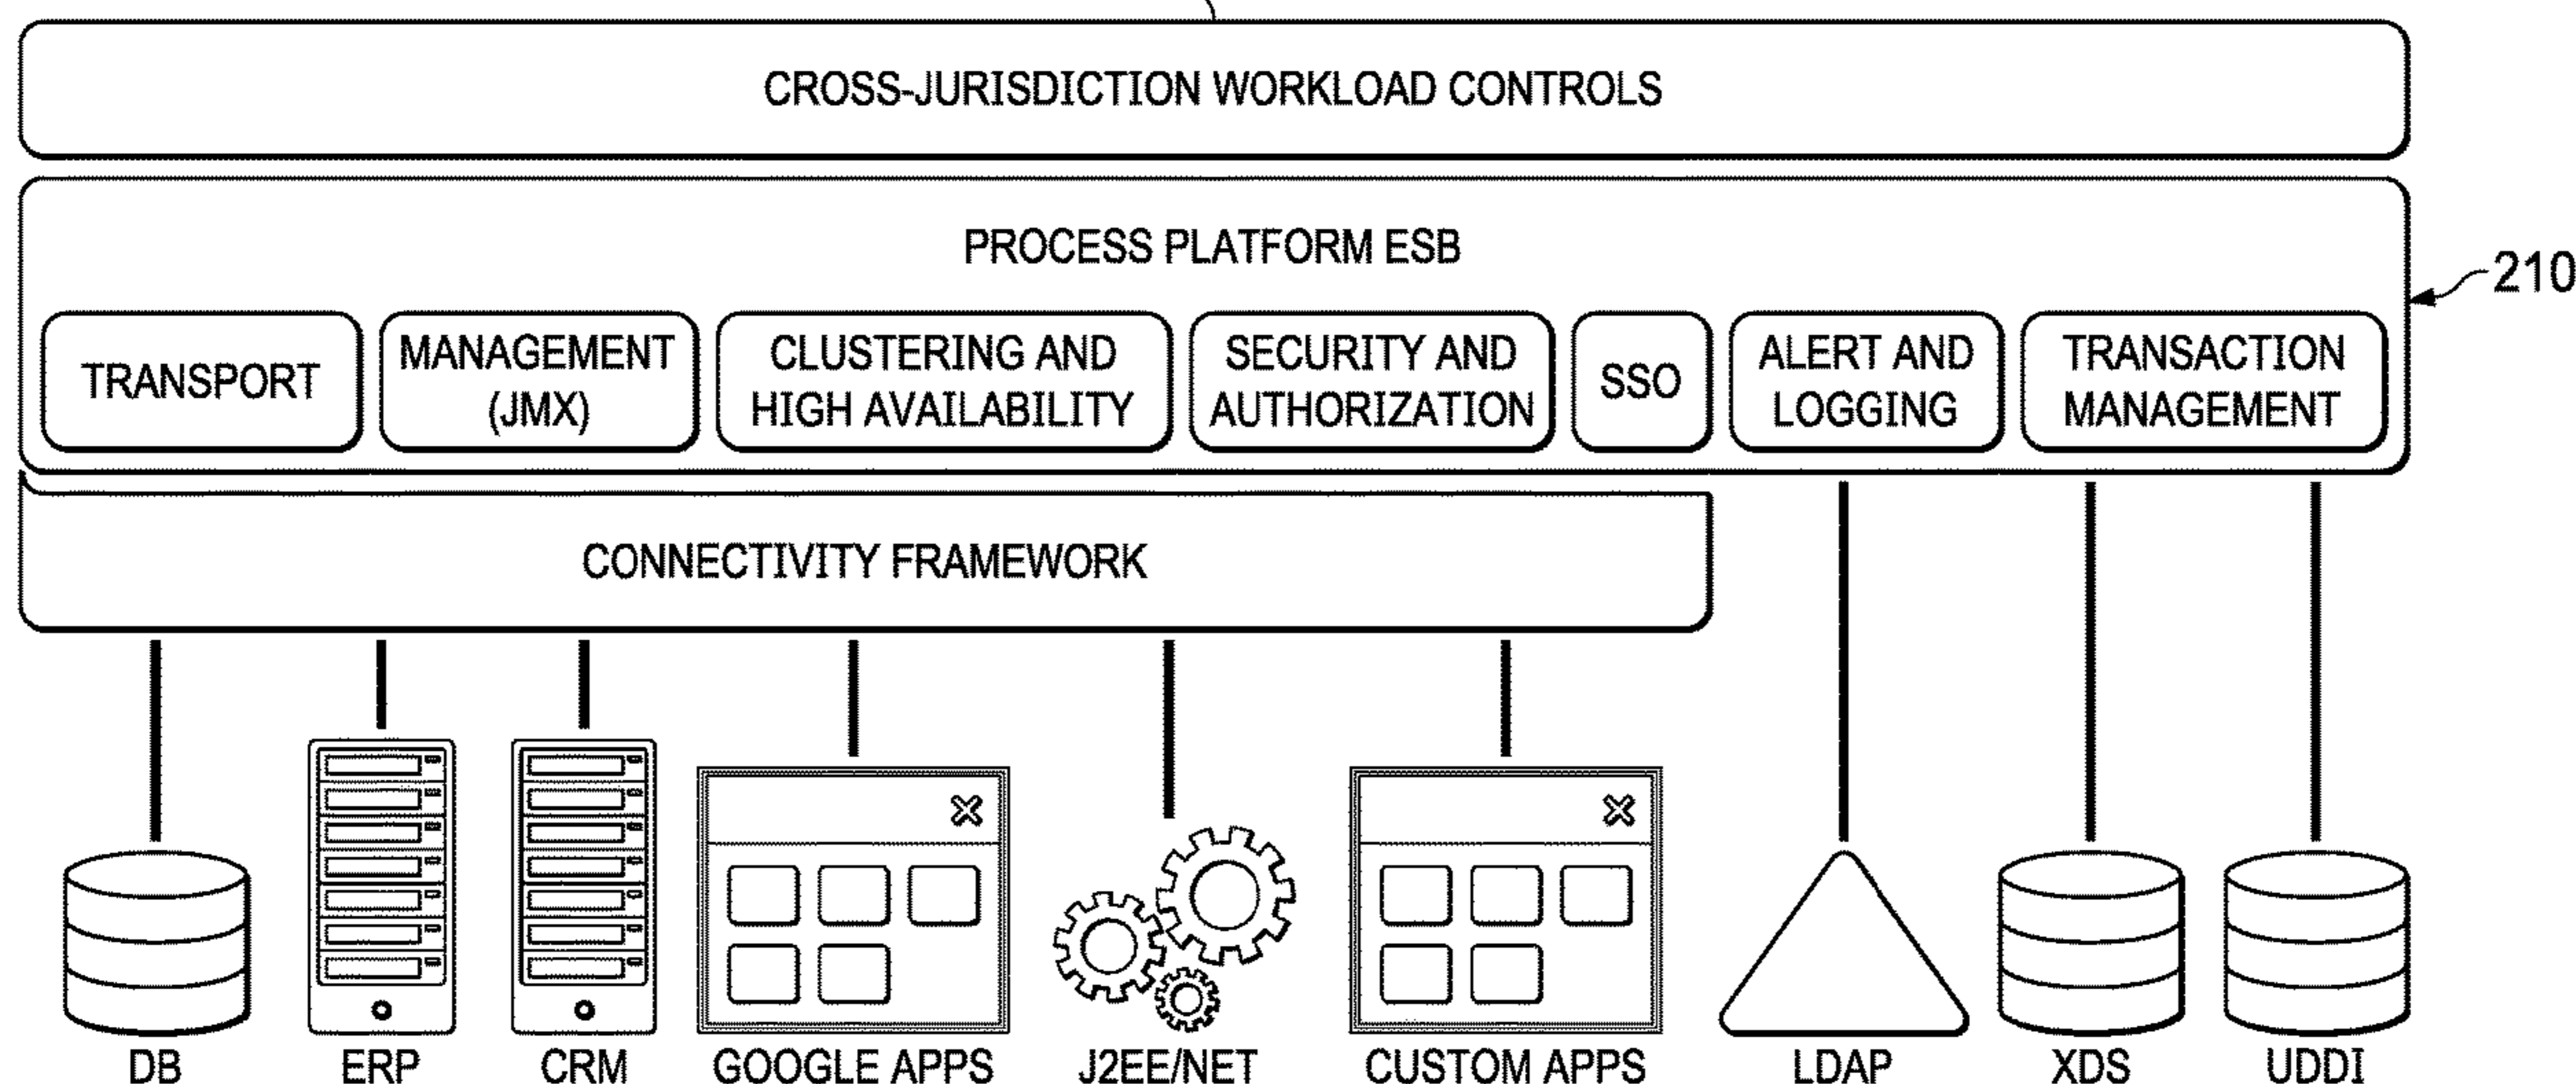 CROSS-JURISDICTION WORKLOAD CONTROLS
PROCESS PLATFORM ESB
210
TRANSPORT
MANAGEMENT
(JMX)
CLUSTERING AND
HIGH AVAILABILITY
SECURITY AND
AUTHORIZATION
SSO
ALERT AND
LOGGING
TRANSACTION
MANAGEMENT
CONNECTIVITY FRAMEWORK
DB
ERP
CRM
GOOGLE APPS
J2EE/NET
CUSTOM APPS
LDAP
XDS
UDDI